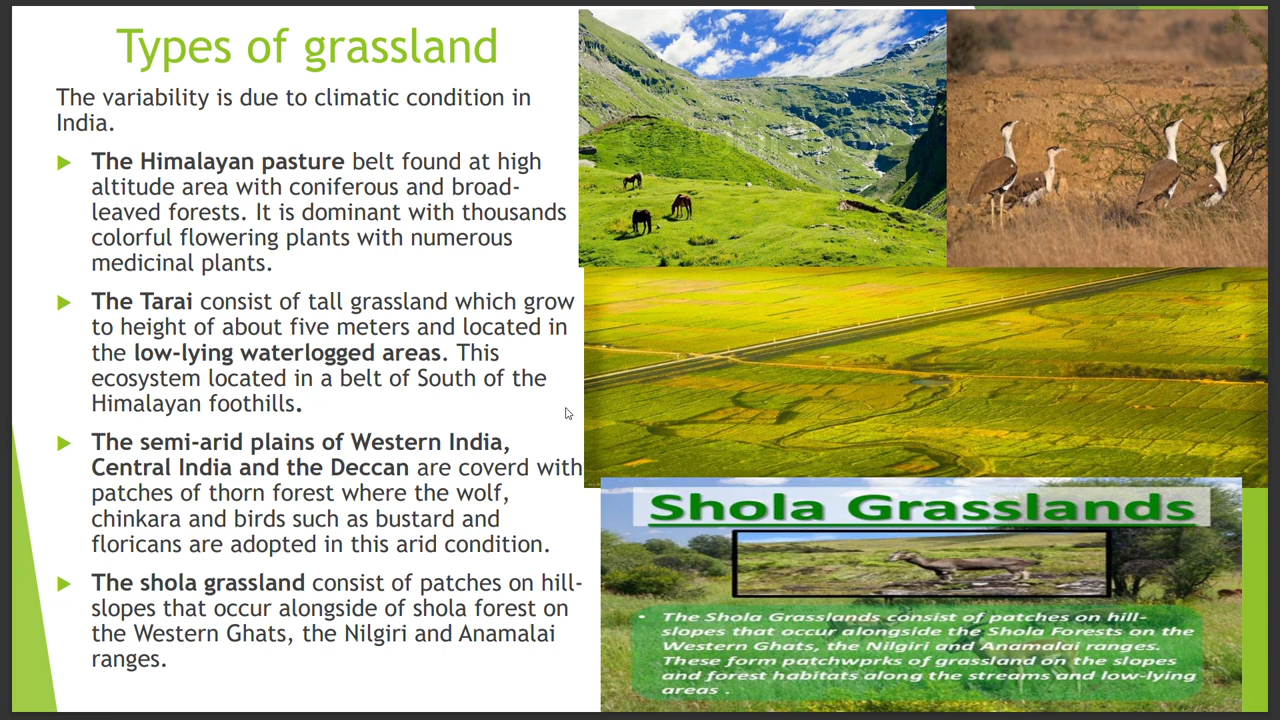 Types of grassland
The variability is due to climatic condition in
India.
The Himalayan pasture belt found at high
altitude area with coniferous and broad-
leaved forests. It is dominant with thousands
colorful flowering plants with numerous
medicinal plants.
The Tarai consist of tall grassland which grow
to height of about five meters and located in
the low-lying waterlogged areas. This
ecosystem located in a belt of South of the
Himalayan foothills.
The semi-arid plains of Western India,
Central India and the Deccan are coverd with
patches of thorn forest where the wolf,
chinkara and birds such as bustard and
floricans are adopted in this arid condition.
The shola grassland consist of patches on hill-
slopes that occur alongside of shola forest on
the Western Ghats, the Nilgiri and Anamalai
ranges.
Shola Grasslands
• The Shola Grasslands consist of patches on hill-
slopes that occur alongside the Shola Forests on the
Western Ghats, the Nilgiri and Anamalai ranges.
These form patchwprks of grassland on the slopes
and forest habitats along the streams and low-lying
areas .